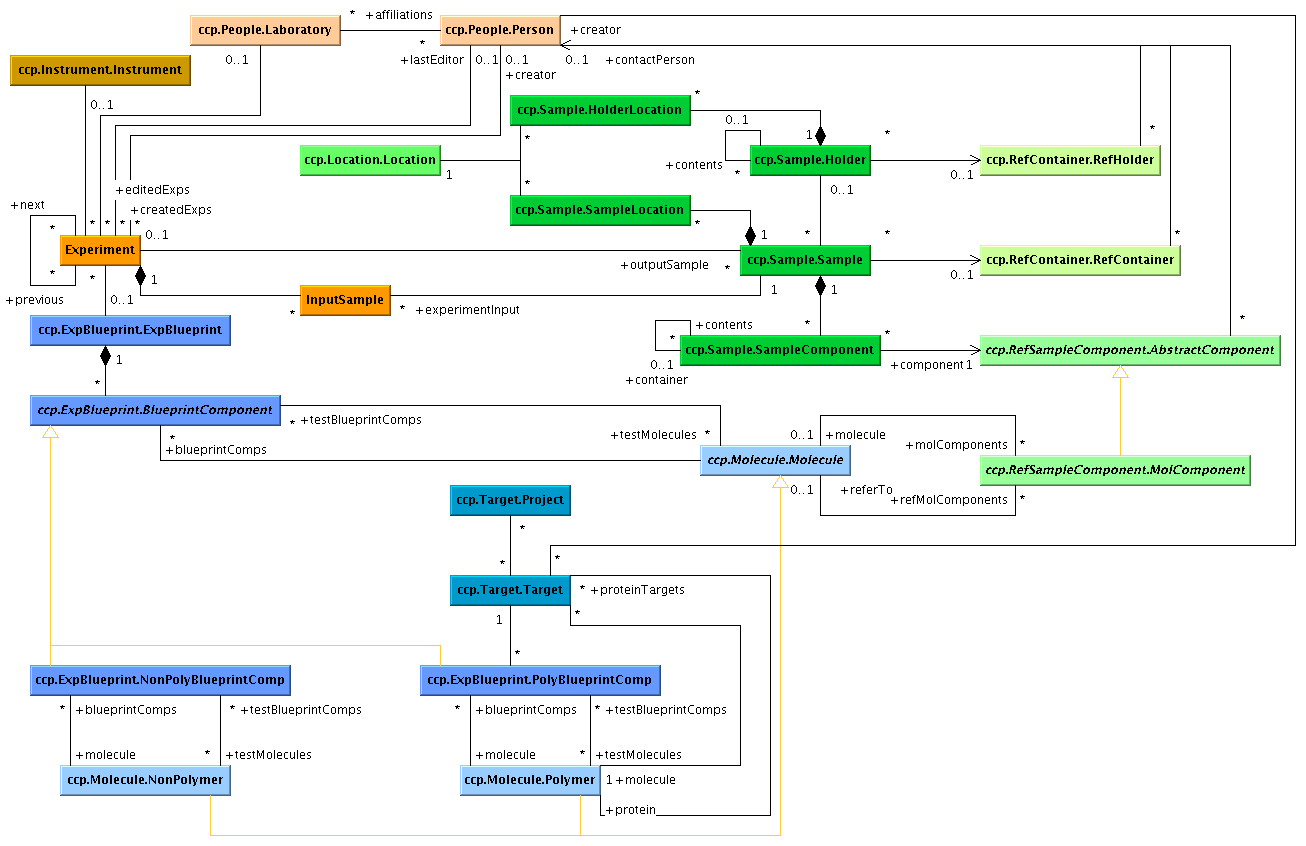 * +affiliations
ccp.People.Laboratory
ccp.People.Person
+creator
*
0..1
+lastEditor
0..1 0..1
0..1
+contactPerson
ccp.Instrument.Instrument
+creator
0..1
*
ccp.Sample.HolderLocation
0..1
*
*
1
*
ccp.Location.Location
ccp.Sample.Holder
ccp.RefContainer.RefHolder
+contents
1
*
0..1
*
+editedExps
0..1
+next
+createdExps
ccp.Sample.SampleLocation
* * * * *
*
0..1
1
*
*
*
Experiment
ccp.Sample.Sample
ccp.RefContainer.RefContainer
+outputSample
*
*
*
1
0..1
1
1
+previous
0..1
InputSample
*
* +experimentInput
*
+contents
*
ccp.ExpBlueprint.ExpBlueprint
*
*
1
ccp.Sample.SampleComponent
ccp.RefSampleComponent.AbstractComponent
0..1
+component 1
+container
*
ccp.ExpBlueprint.BlueprintComponent
* +testBlueprintComps
*
+testMolecules *
0..1 +molecule
+blueprintComps
+molComponents *
ccp.Molecule.Molecule
ccp.RefSampleComponent.MolComponent
0..1 +referTo
+refMolComponents *
ccp.Target.Project
*
*
*
ccp.Target.Target
* +proteinTargets
1
*
*
ccp.ExpBlueprint.NonPolyBlueprintComp
ccp.ExpBlueprint.PolyBlueprintComp
* +blueprintComps
* +testBlueprintComps
* +blueprintComps
* +testBlueprintComps
+molecule
* +testMolecules
+molecule
* +testMolecules
ccp.Molecule.NonPolymer
ccp.Molecule.Polymer
1 +molecule
+protein